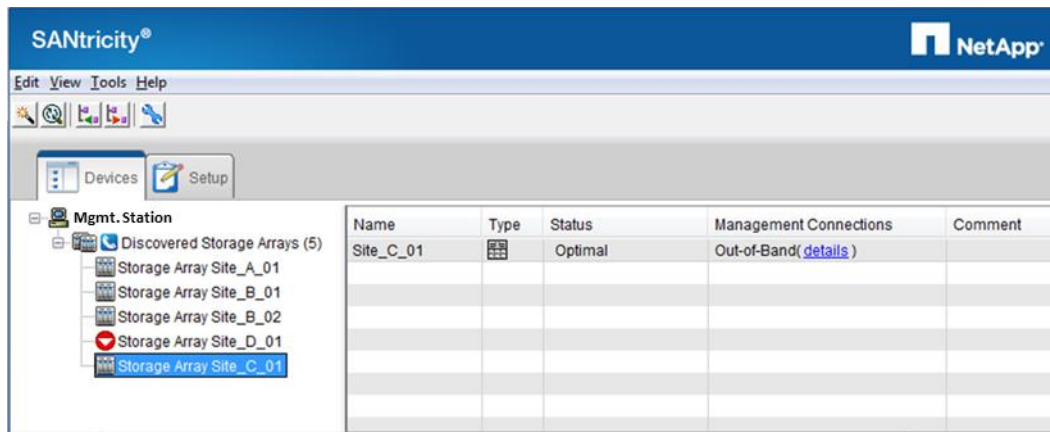 SANtricity®
NetApp®
Edit View Tools Help
Devices Setup
Mgmt. Station
Discovered Storage Arrays (5)
Storage Array Site_A_01
Storage Array Site_B_01
Storage Array Site_B_02
Storage Array Site_D_01
Storage Array Site_C_01
Name Type Status Management Connections Comment
Site_C_01 Optimal Out-of-Band( details )